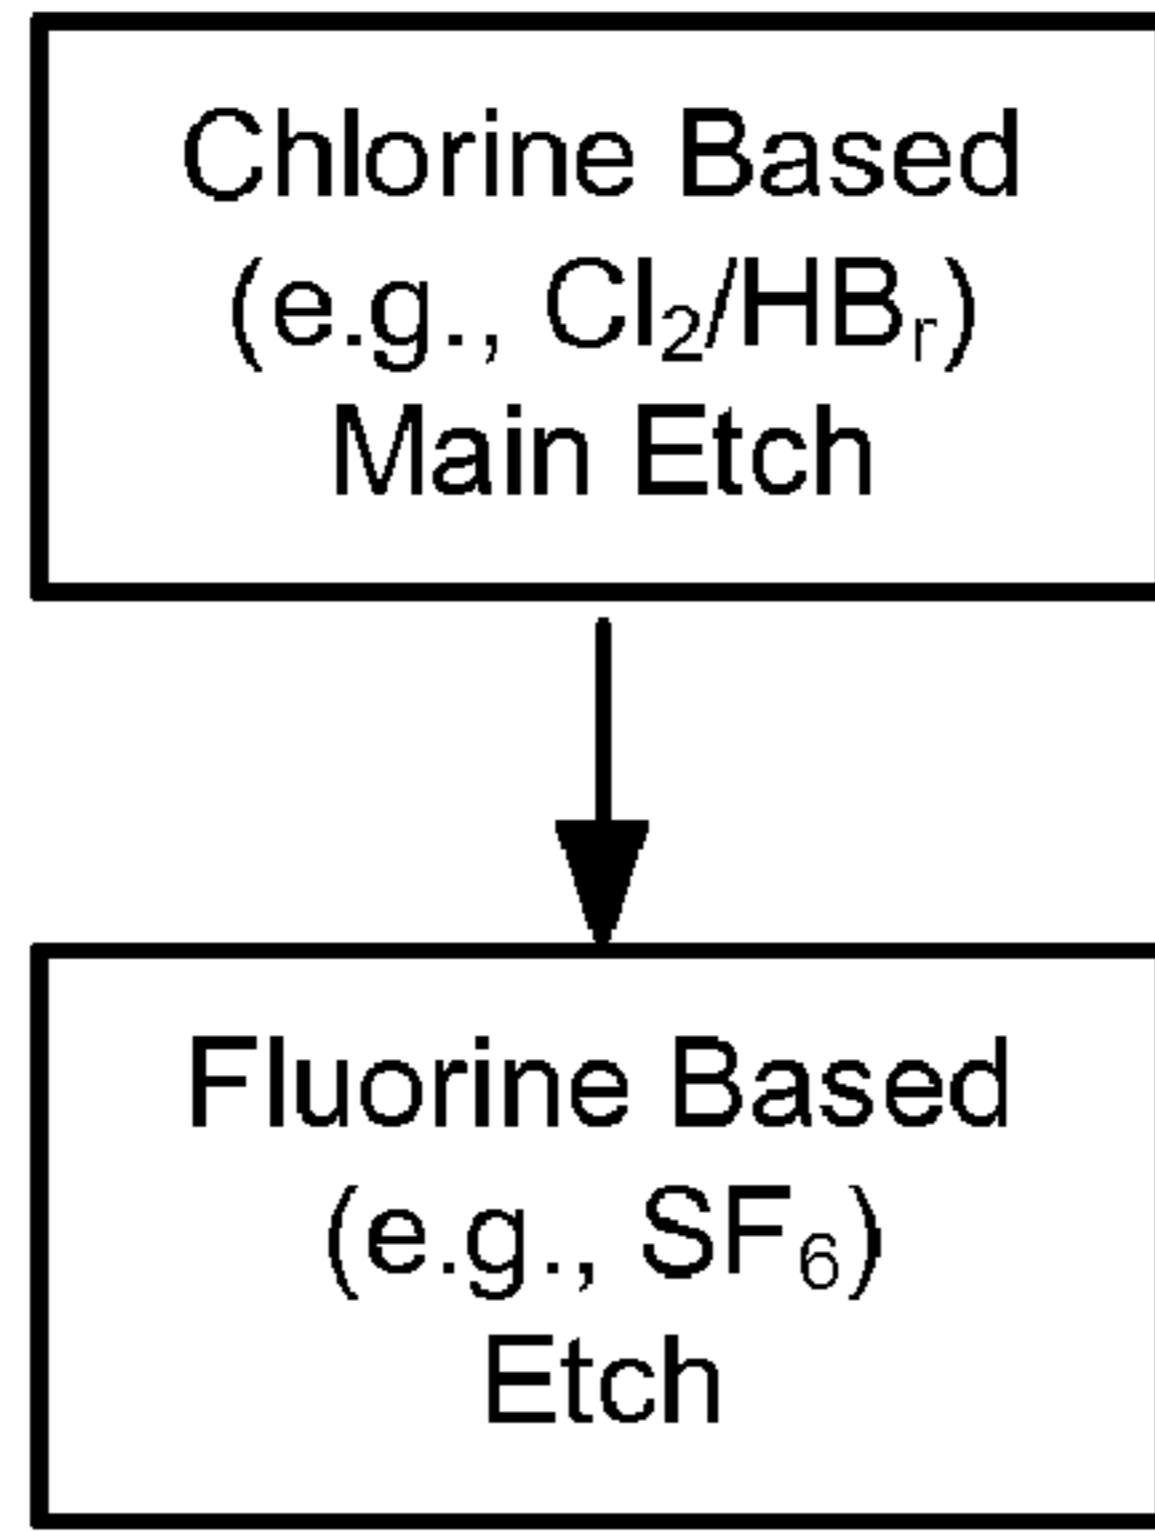 Chlorine Based
(e.g., Cl₂/HBᵣ)
Main Etch
Fluorine Based
(e.g., SF₆)
Etch